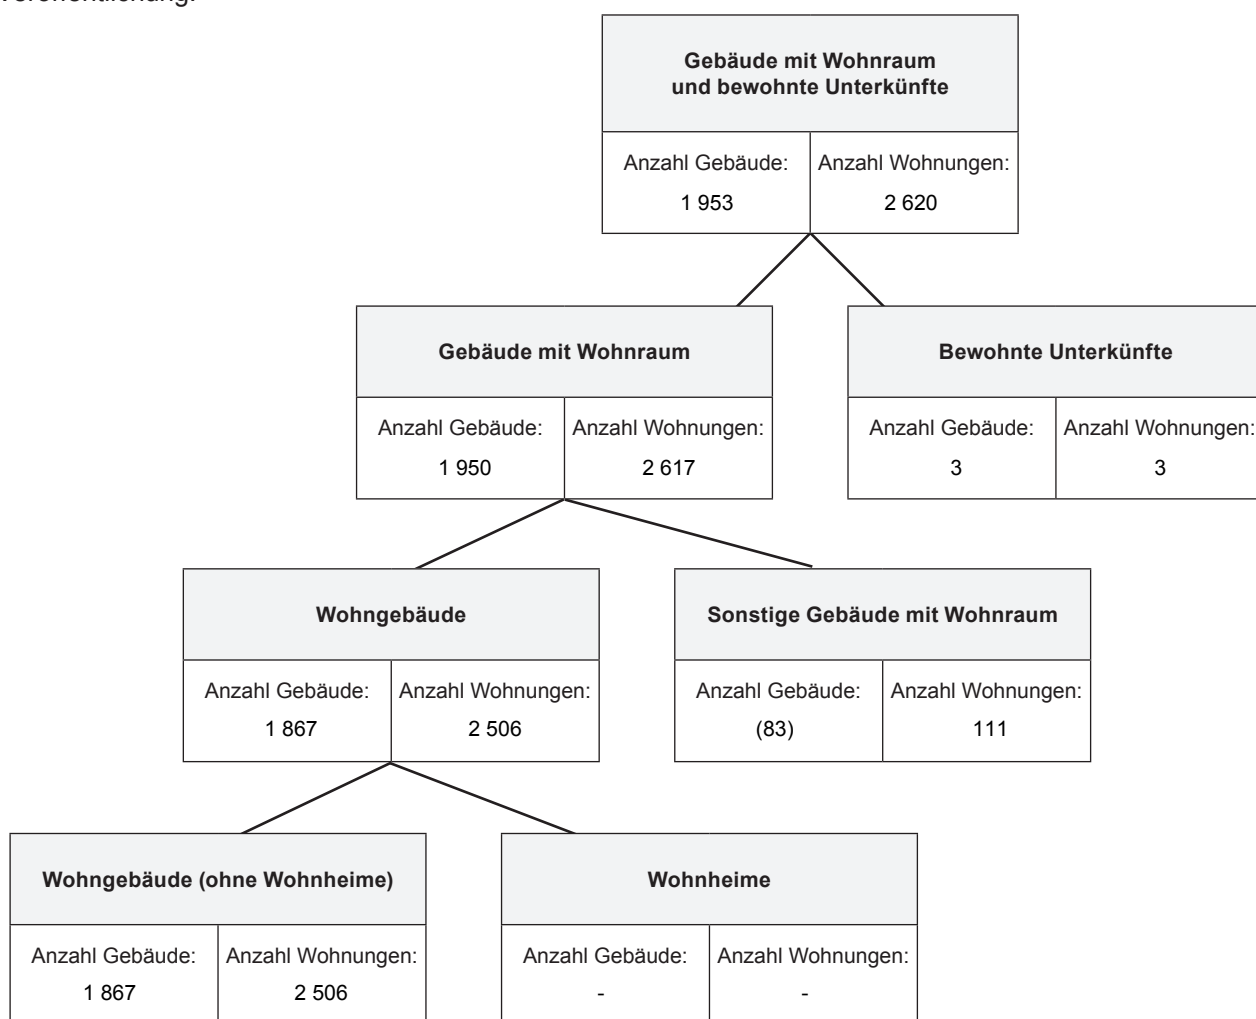 Veröffentlichung.
Gebäude mit Wohnraum
und bewohnte Unterkünfte
Anzahl Gebäude: Anzahl Wohnungen:
1 953 2 620
Gebäude mit Wohnraum Bewohnte Unterkünfte
Anzahl Gebäude: Anzahl Wohnungen: Anzahl Gebäude: Anzahl Wohnungen:
1 950 2 617 3 3
Wohngebäude Sonstige Gebäude mit Wohnraum
Anzahl Gebäude: Anzahl Wohnungen: Anzahl Gebäude: Anzahl Wohnungen:
1 867 2 506 (83) 111
Wohngebäude (ohne Wohnheime) Wohnheime
Anzahl Gebäude: Anzahl Wohnungen: Anzahl Gebäude: Anzahl Wohnungen:
1 867 2 506 - -